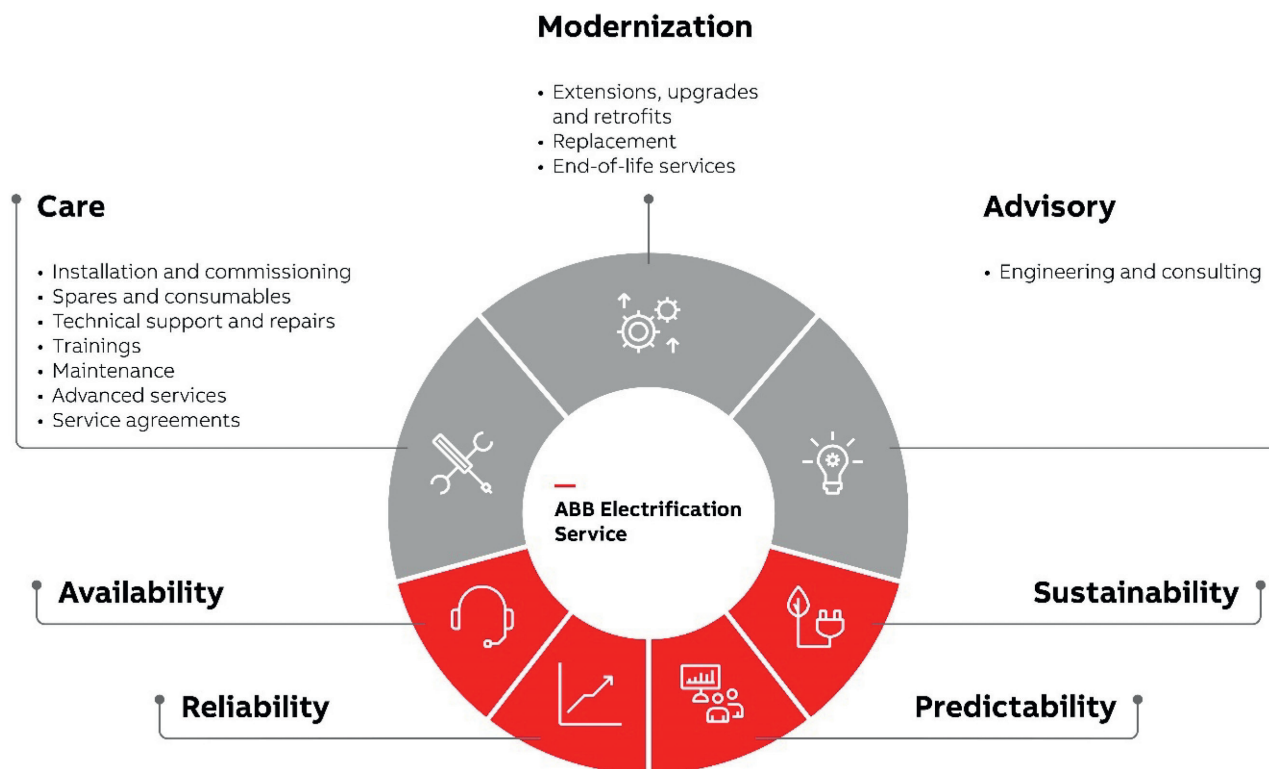 Modernization
• Extensions, upgrades
and retrofits
• Replacement
• End-of-life services
Care
• Installation and commissioning
• Spares and consumables
• Technical support and repairs
• Trainings
• Maintenance
• Advanced services
• Service agreements
Advisory
• Engineering and consulting
ABB Electrification
Service
Availability
Sustainability
Reliability
Predictability